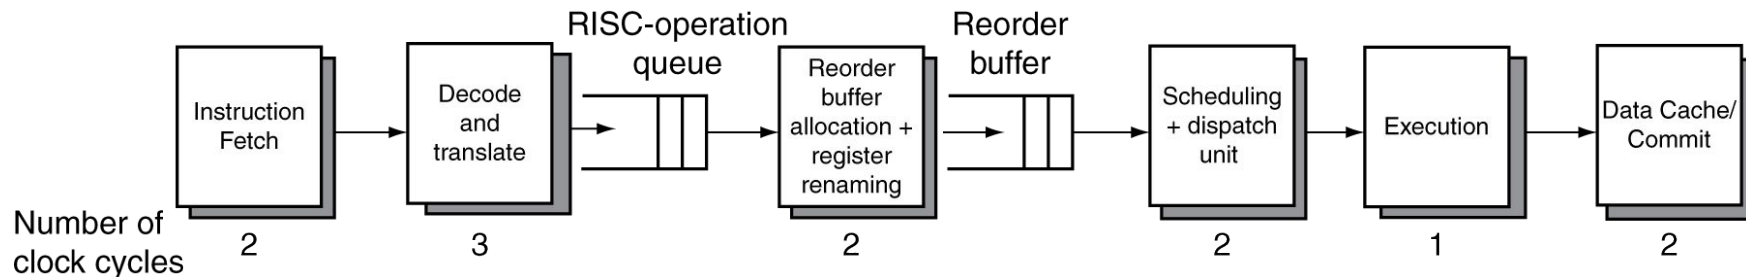 RISC-operation
queue
Reorder
buffer
Instruction
Fetch
Decode
and
translate
Reorder
buffer
allocation +
register
renaming
Scheduling
+ dispatch
unit
Execution
Data Cache/
Commit
Number of
clock cycles
2
3
2
2
1
2